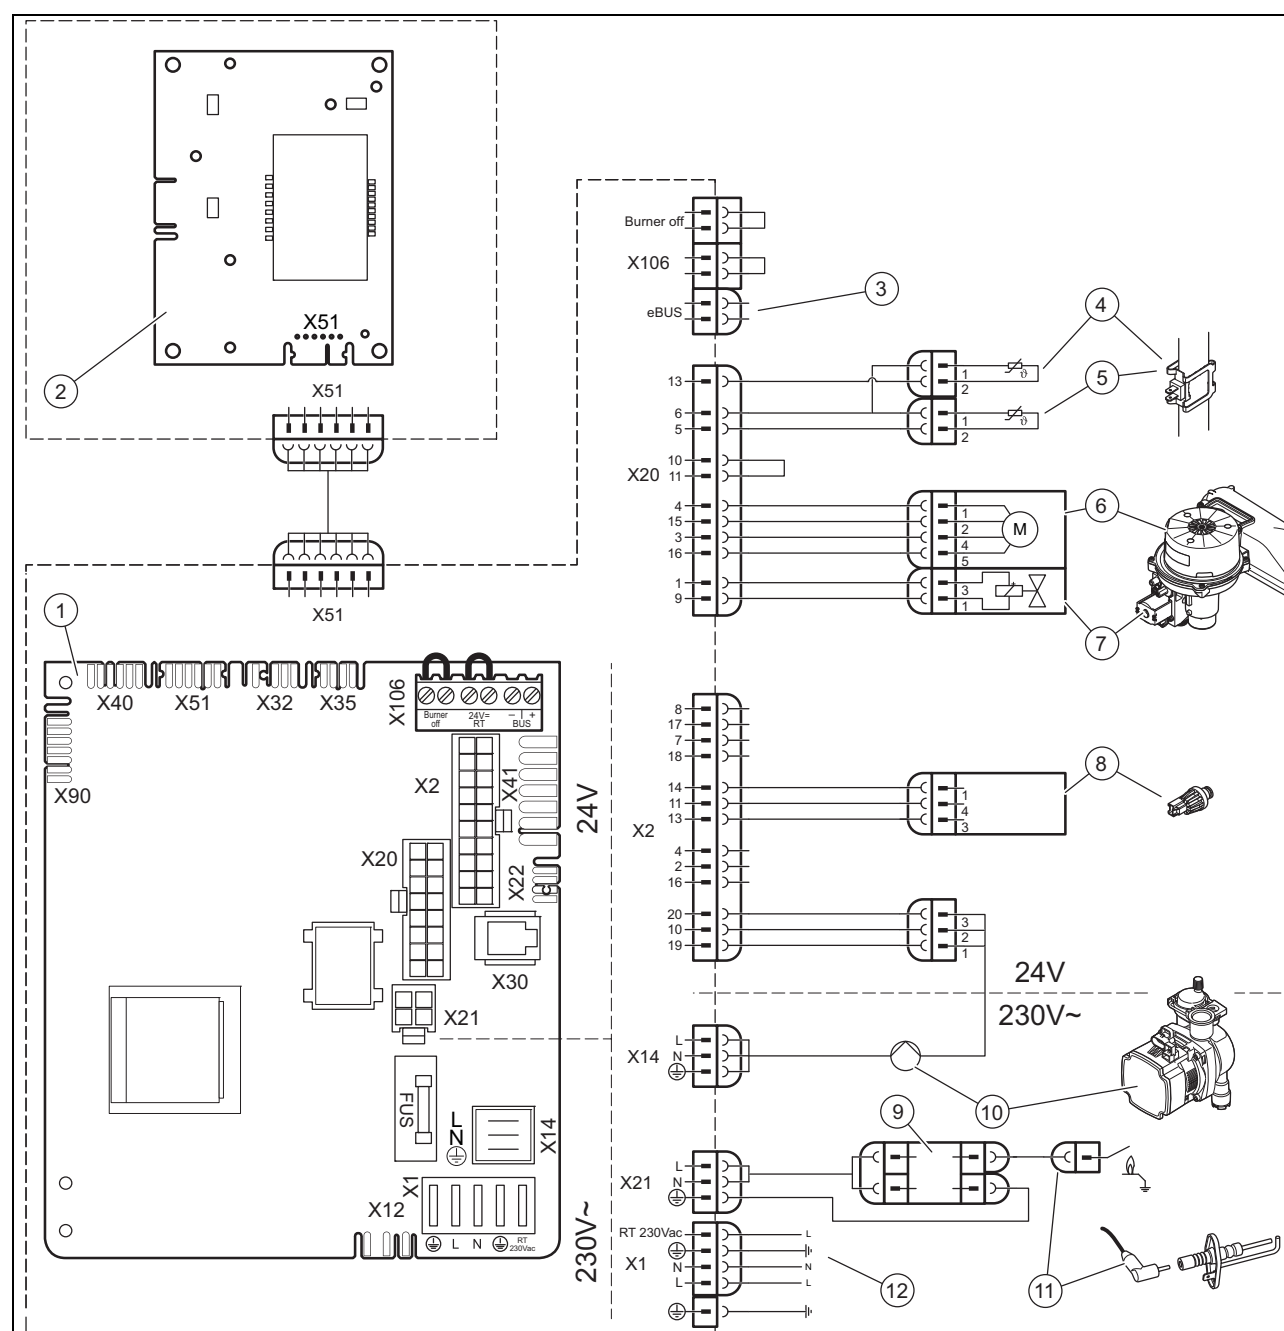 X51
2
X51
X51
1
Burner off
X106
eBUS
3
13
1
2
4
6
5
1
2
5
X20
10
11
4
15
3
16
1
2
4
5
M
6
1
9
3
1
7
X40
X51
X32
X35
X106
Burner off
24V= RT
− +
BUS
X90
X2
X41
24V
X20
X22
X30
X21
FUS
L
N
X14
X1
X12
L N RT 230Vac
230V~
8
17
7
18
14
11
13
1
4
3
8
X2
4
2
16
20
10
19
3
2
1
24V
230V~
X14
L
N
10
9
X21
L
N
RT 230Vac
L
X1
N
N
L
L
12
11